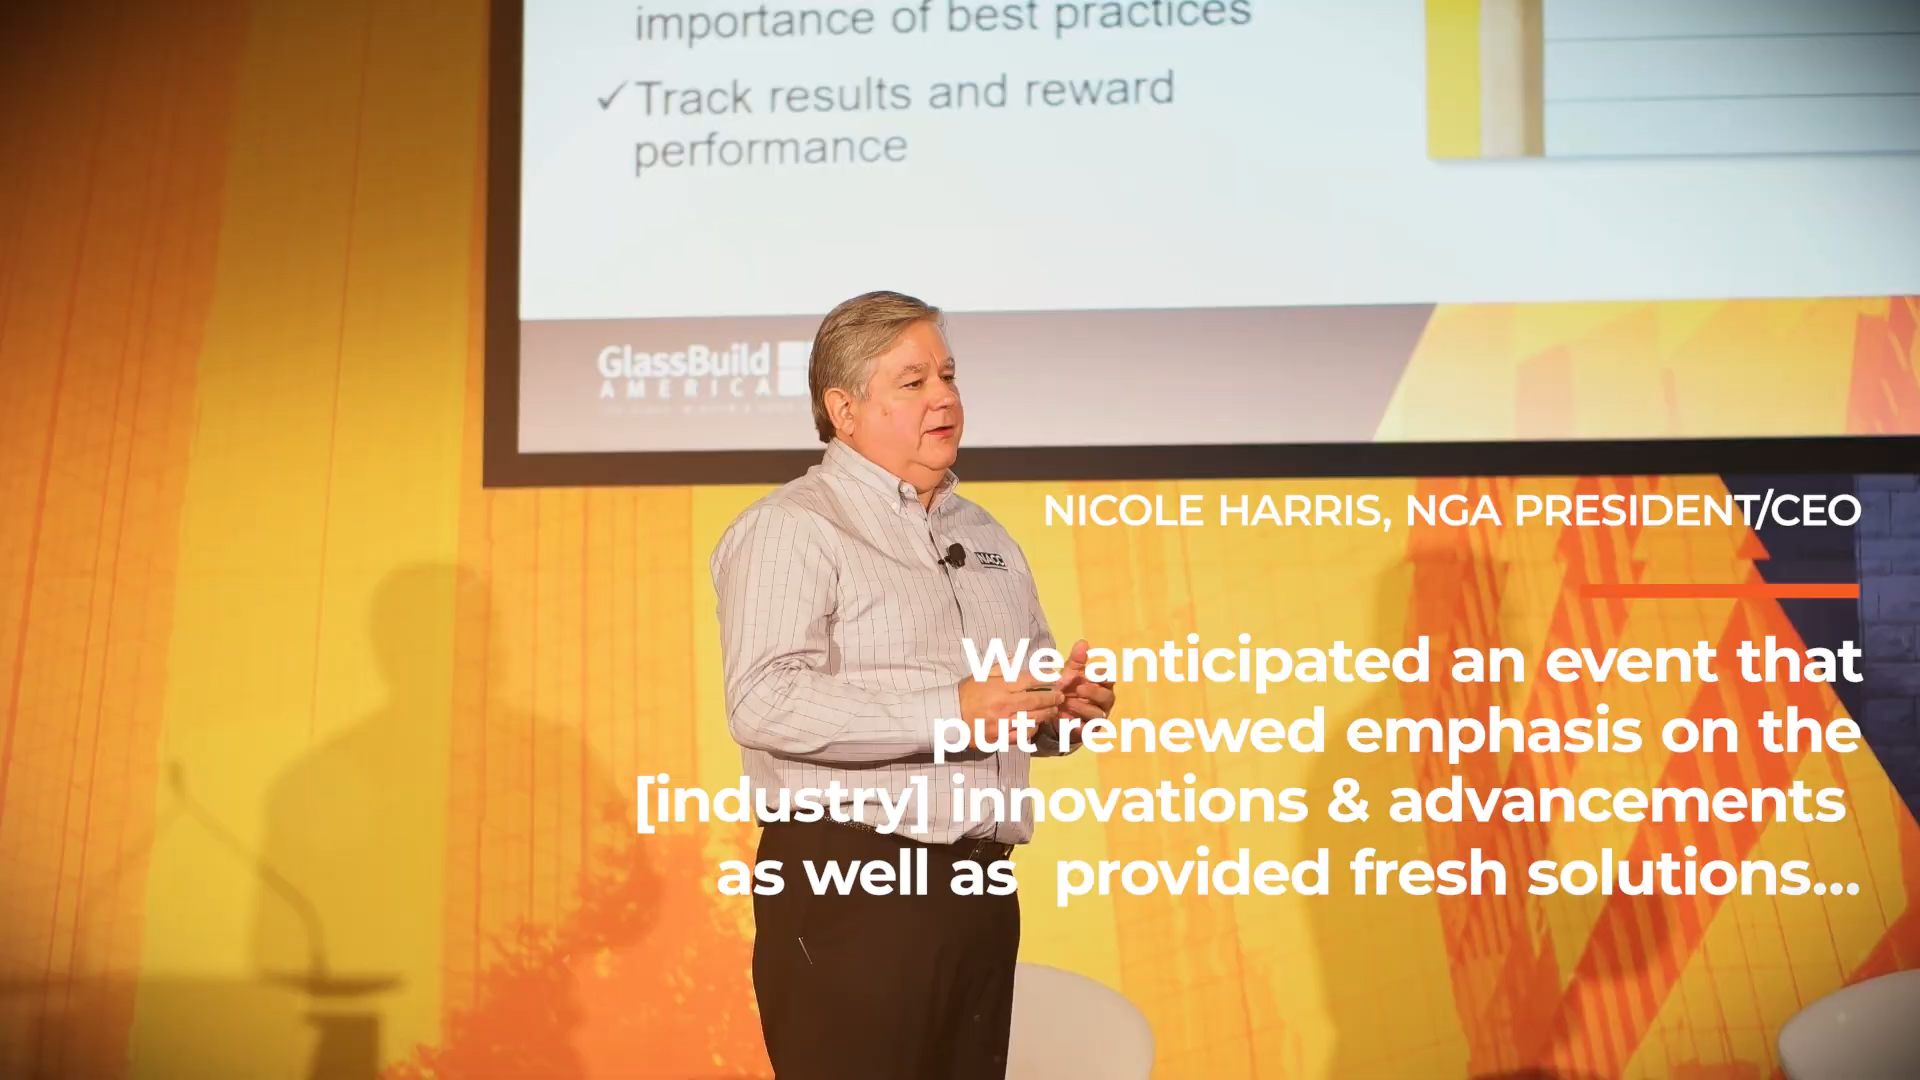 importance of best practices
✓ Track results and reward
performance
GlassBuild
AMERICA
NACC
NICOLE HARRIS, NGA PRESIDENT/CEO
We anticipated an event that
put renewed emphasis on the
[industry] innovations & advancements
as well as provided fresh solutions...